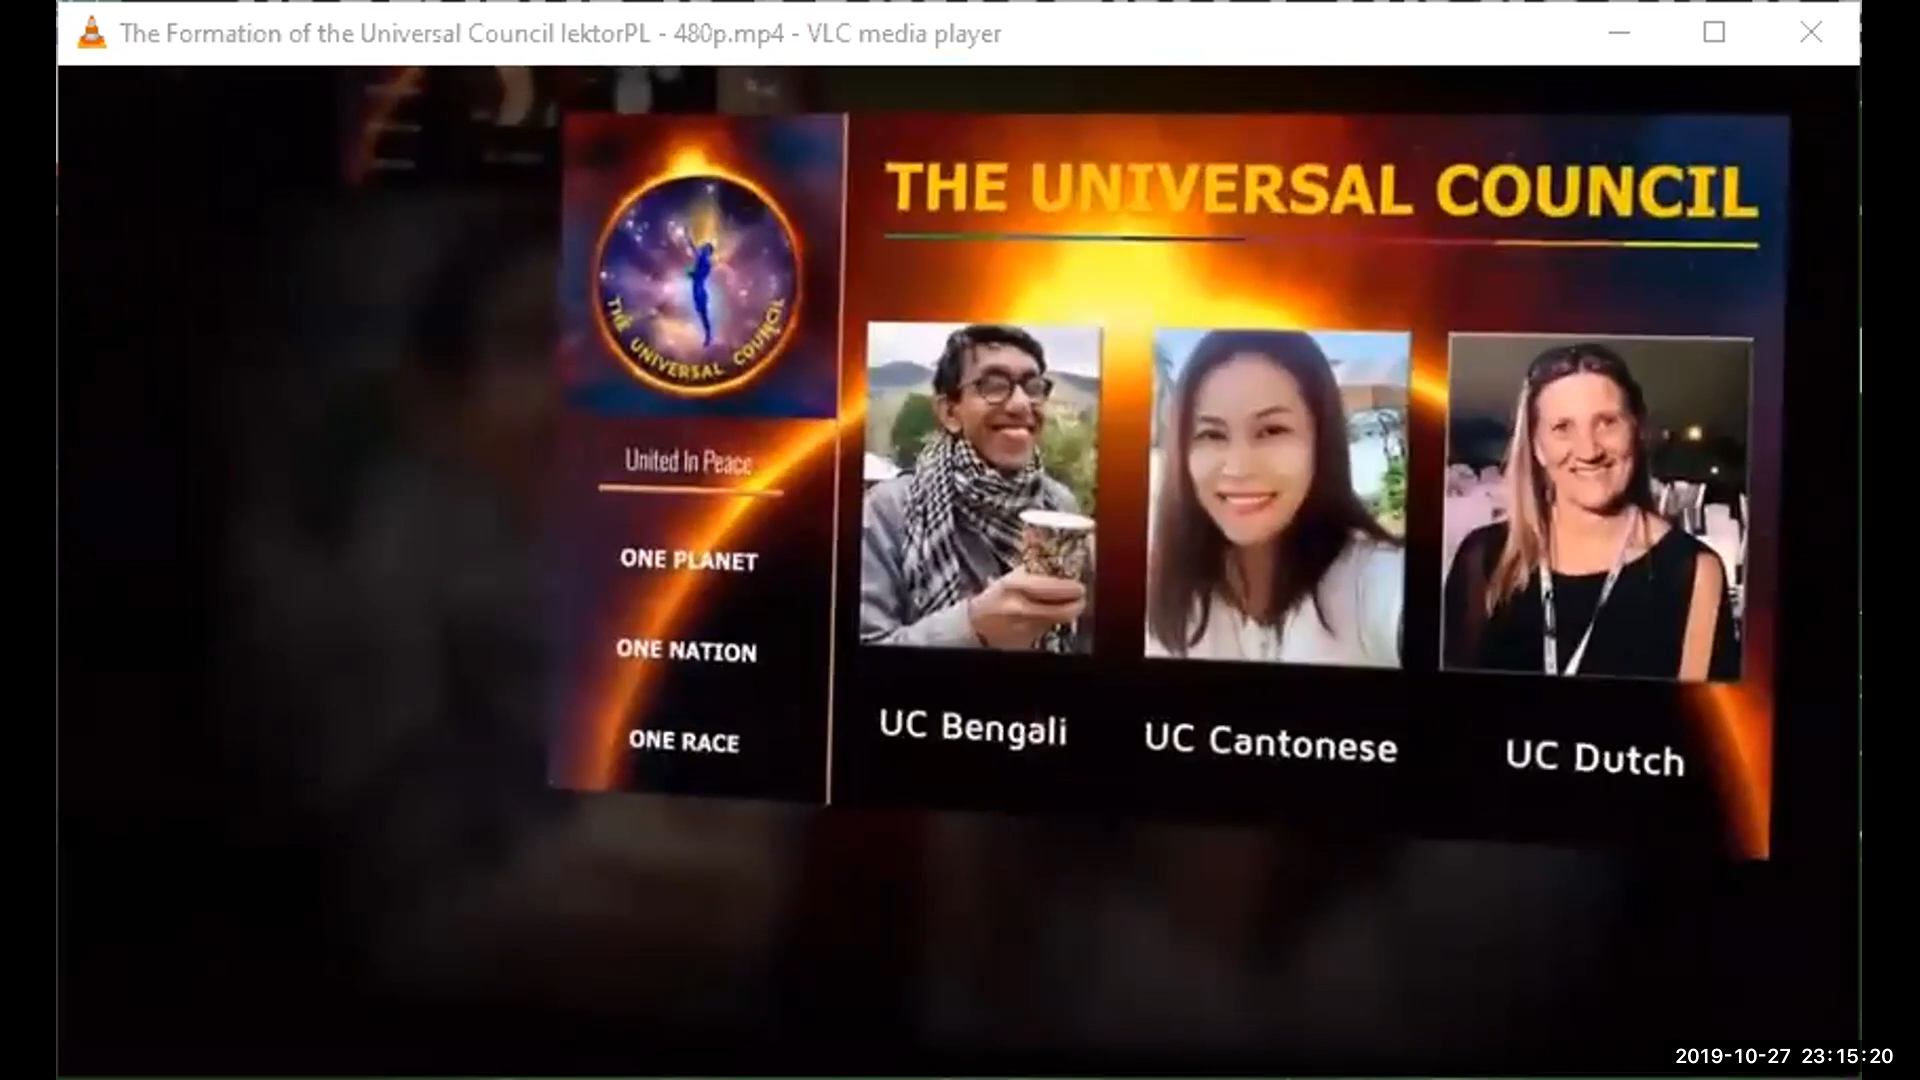 The Formation of the Universal Council lektorPL - 480p.mp4 - VLC media player
THE UNIVERSAL COUNCIL
THE UNIVERSAL COUNCIL
United In Peace
ONE PLANET
ONE NATION
ONE RACE
UC Bengali
UC Cantonese
UC Dutch
2019-10-27 23:15:20